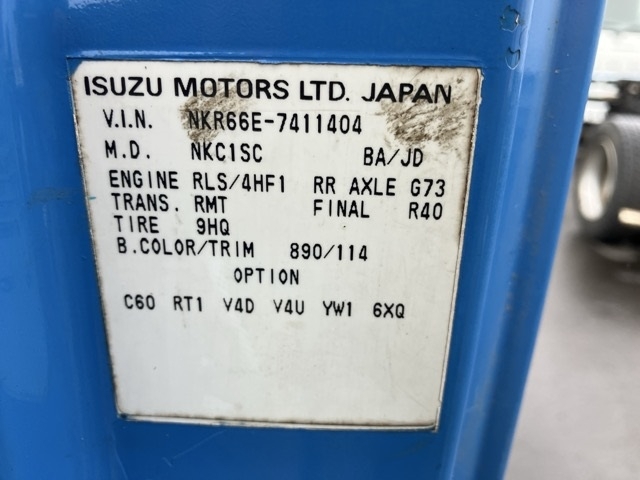 ISUZU MOTORS LTD. JAPAN
V.I.N. NKR66E-7411404
M.D. NKC1SC BA/JD
ENGINE RLS/4HF1 RR AXLE G73
TRANS. RMT FINAL R40
TIRE 9HQ
B.COLOR/TRIM 890/114
OPTION
C60 RT1 V4D V4U YW1 6XQ